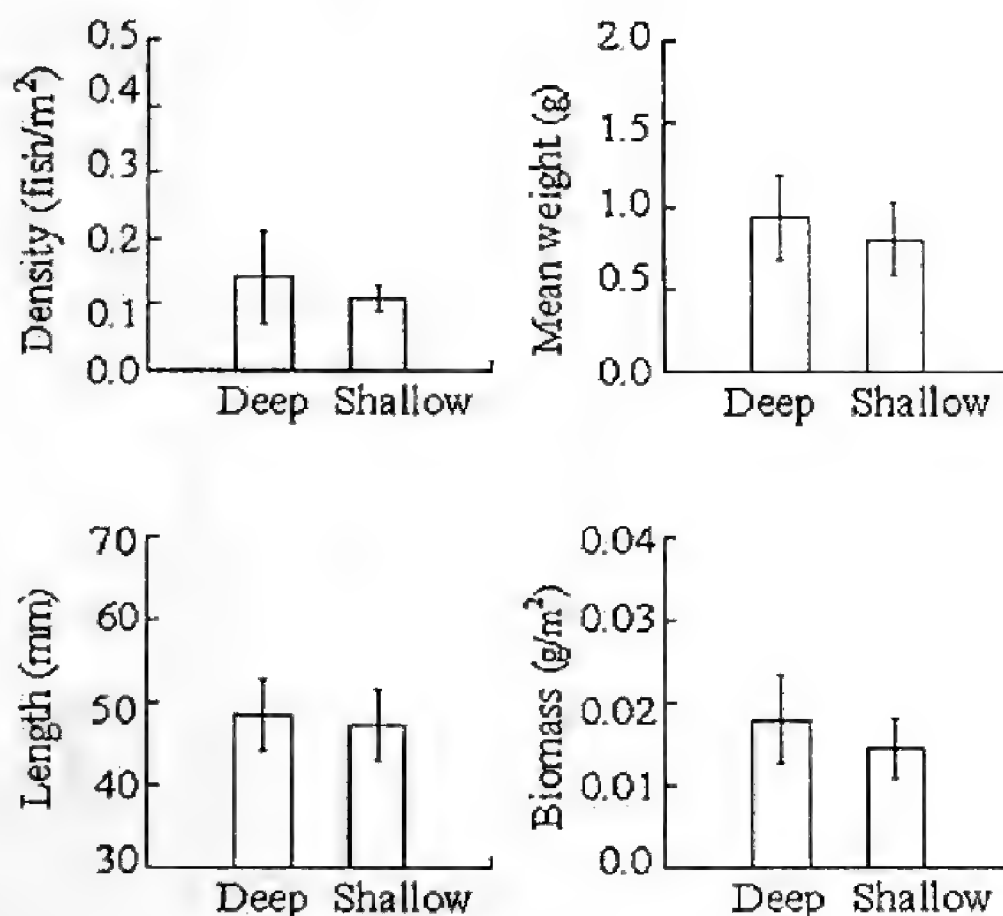 Density (fish/m²)
0.5
0.4
0.3
0.2
0.1
0.0
Deep Shallow
Mean weight (g)
2.0
1.5
1.0
0.5
0.0
Deep Shallow
Length (mm)
70
60
50
40
30
Deep Shallow
Biomass (g/m²)
0.04
0.03
0.02
0.01
0.0
Deep Shallow